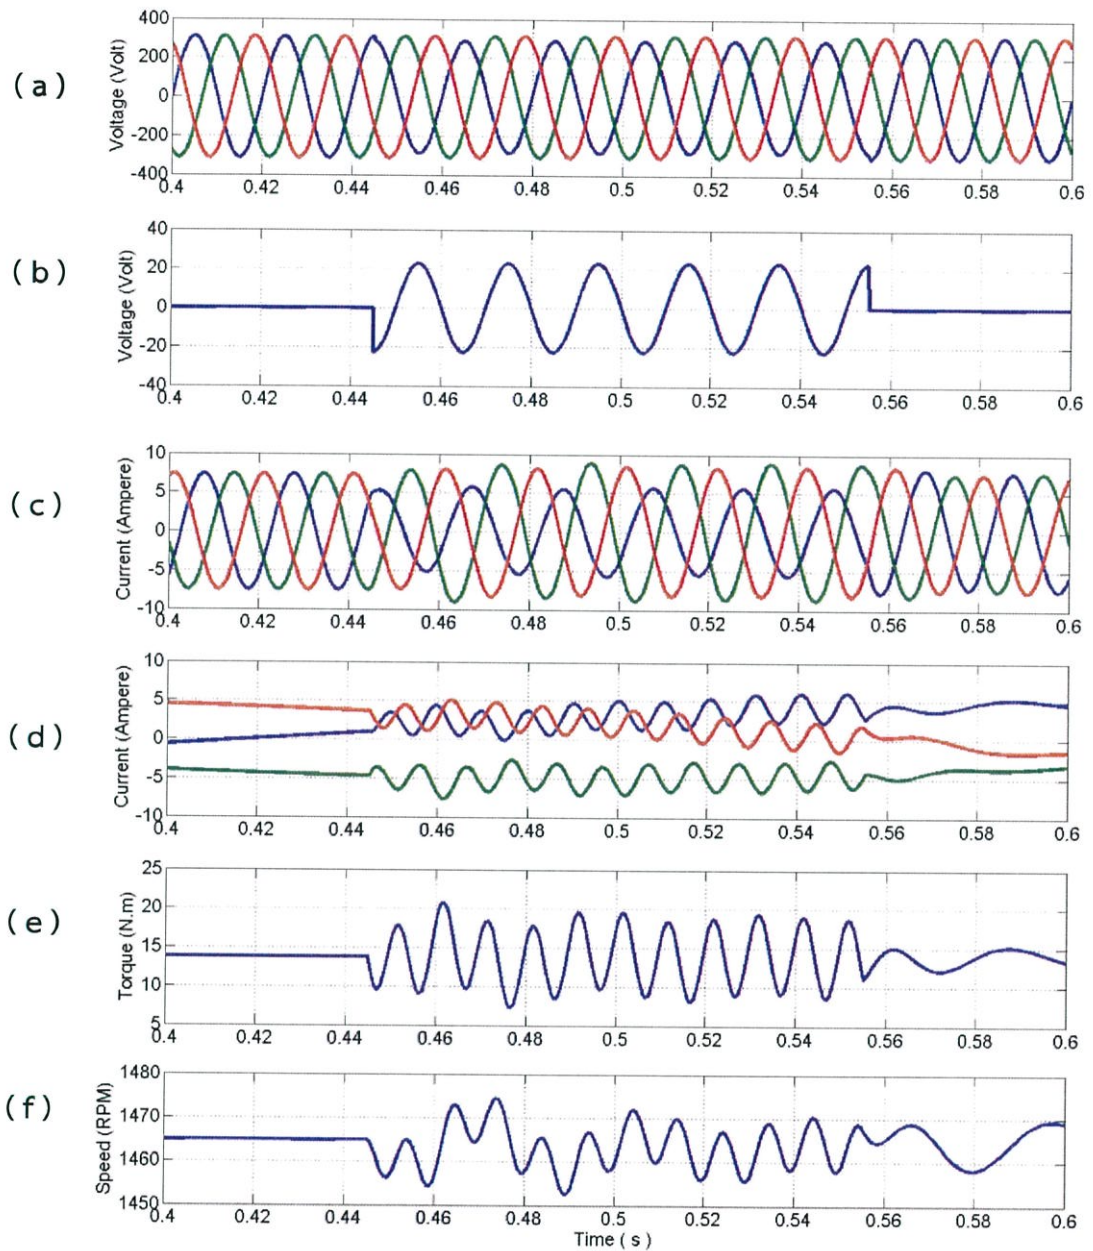 (a)
Voltage (Volt)
400
200
0
-200
-400
0.4 0.42 0.44 0.46 0.48 0.5 0.52 0.54 0.56 0.58 0.6
(b)
Voltage (Volt)
40
20
0
-20
-40
0.4 0.42 0.44 0.46 0.48 0.5 0.52 0.54 0.56 0.58 0.6
(c)
Current (Ampere)
10
5
0
-5
-10
0.4 0.42 0.44 0.46 0.48 0.5 0.52 0.54 0.56 0.58 0.6
(d)
Current (Ampere)
10
5
0
-5
-10
0.4 0.42 0.44 0.46 0.48 0.5 0.52 0.54 0.56 0.58 0.6
(e)
Torque (N.m)
25
20
15
10
5
0.4 0.42 0.44 0.46 0.48 0.5 0.52 0.54 0.56 0.58 0.6
(f)
Speed (RPM)
1480
1470
1460
1450
0.4 0.42 0.44 0.46 0.48 0.5 0.52 0.54 0.56 0.58 0.6
Time ( s )